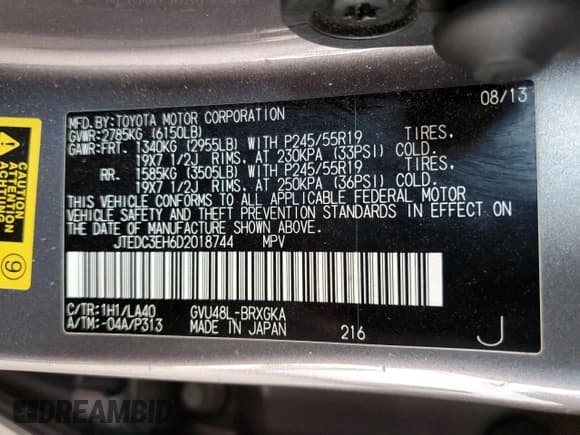 08/13
MFD.BY:TOYOTA MOTOR CORPORATION
GVWR:2785KG (6150LB)
GAWR:FRT. 1340KG (2955LB) WITH P245/55R19 TIRES,
19X7 1/2J RIMS, AT 230KPA (33PSI) COLD.
RR. 1585KG (3505LB) WITH P245/55R19 TIRES,
19X7 1/2J RIMS, AT 250KPA (36PSI) COLD.
THIS VEHICLE CONFORMS TO ALL APPLICABLE FEDERAL MOTOR
VEHICLE SAFETY AND THEFT PREVENTION STANDARDS IN EFFECT ON
THE DATE OF MANUFACTURE SHOWN ABOVE.
JTEDC3EH6D2018744 MPV
C/TR:1H1/LA40 GVU48L-BRXGKA
A/TM:-04A/P313 MADE IN JAPAN 216 J
ATTENTION
9
DREAMBID